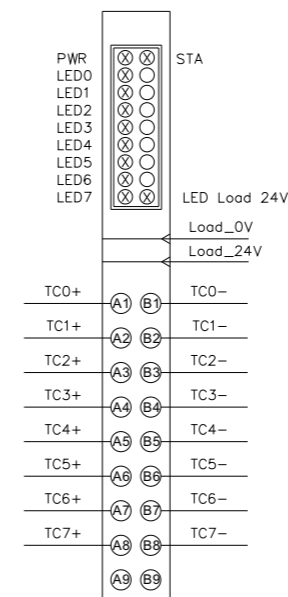 PWR STA
LED0
LED1
LED2
LED3
LED4
LED5
LED6
LED7 LED Load 24V
Load_0V
Load_24V
TC0+ A1 B1 TC0-
TC1+ A2 B2 TC1-
TC2+ A3 B3 TC2-
TC3+ A4 B4 TC3-
TC4+ A5 B5 TC4-
TC5+ A6 B6 TC5-
TC6+ A7 B7 TC6-
TC7+ A8 B8 TC7-
A9 B9